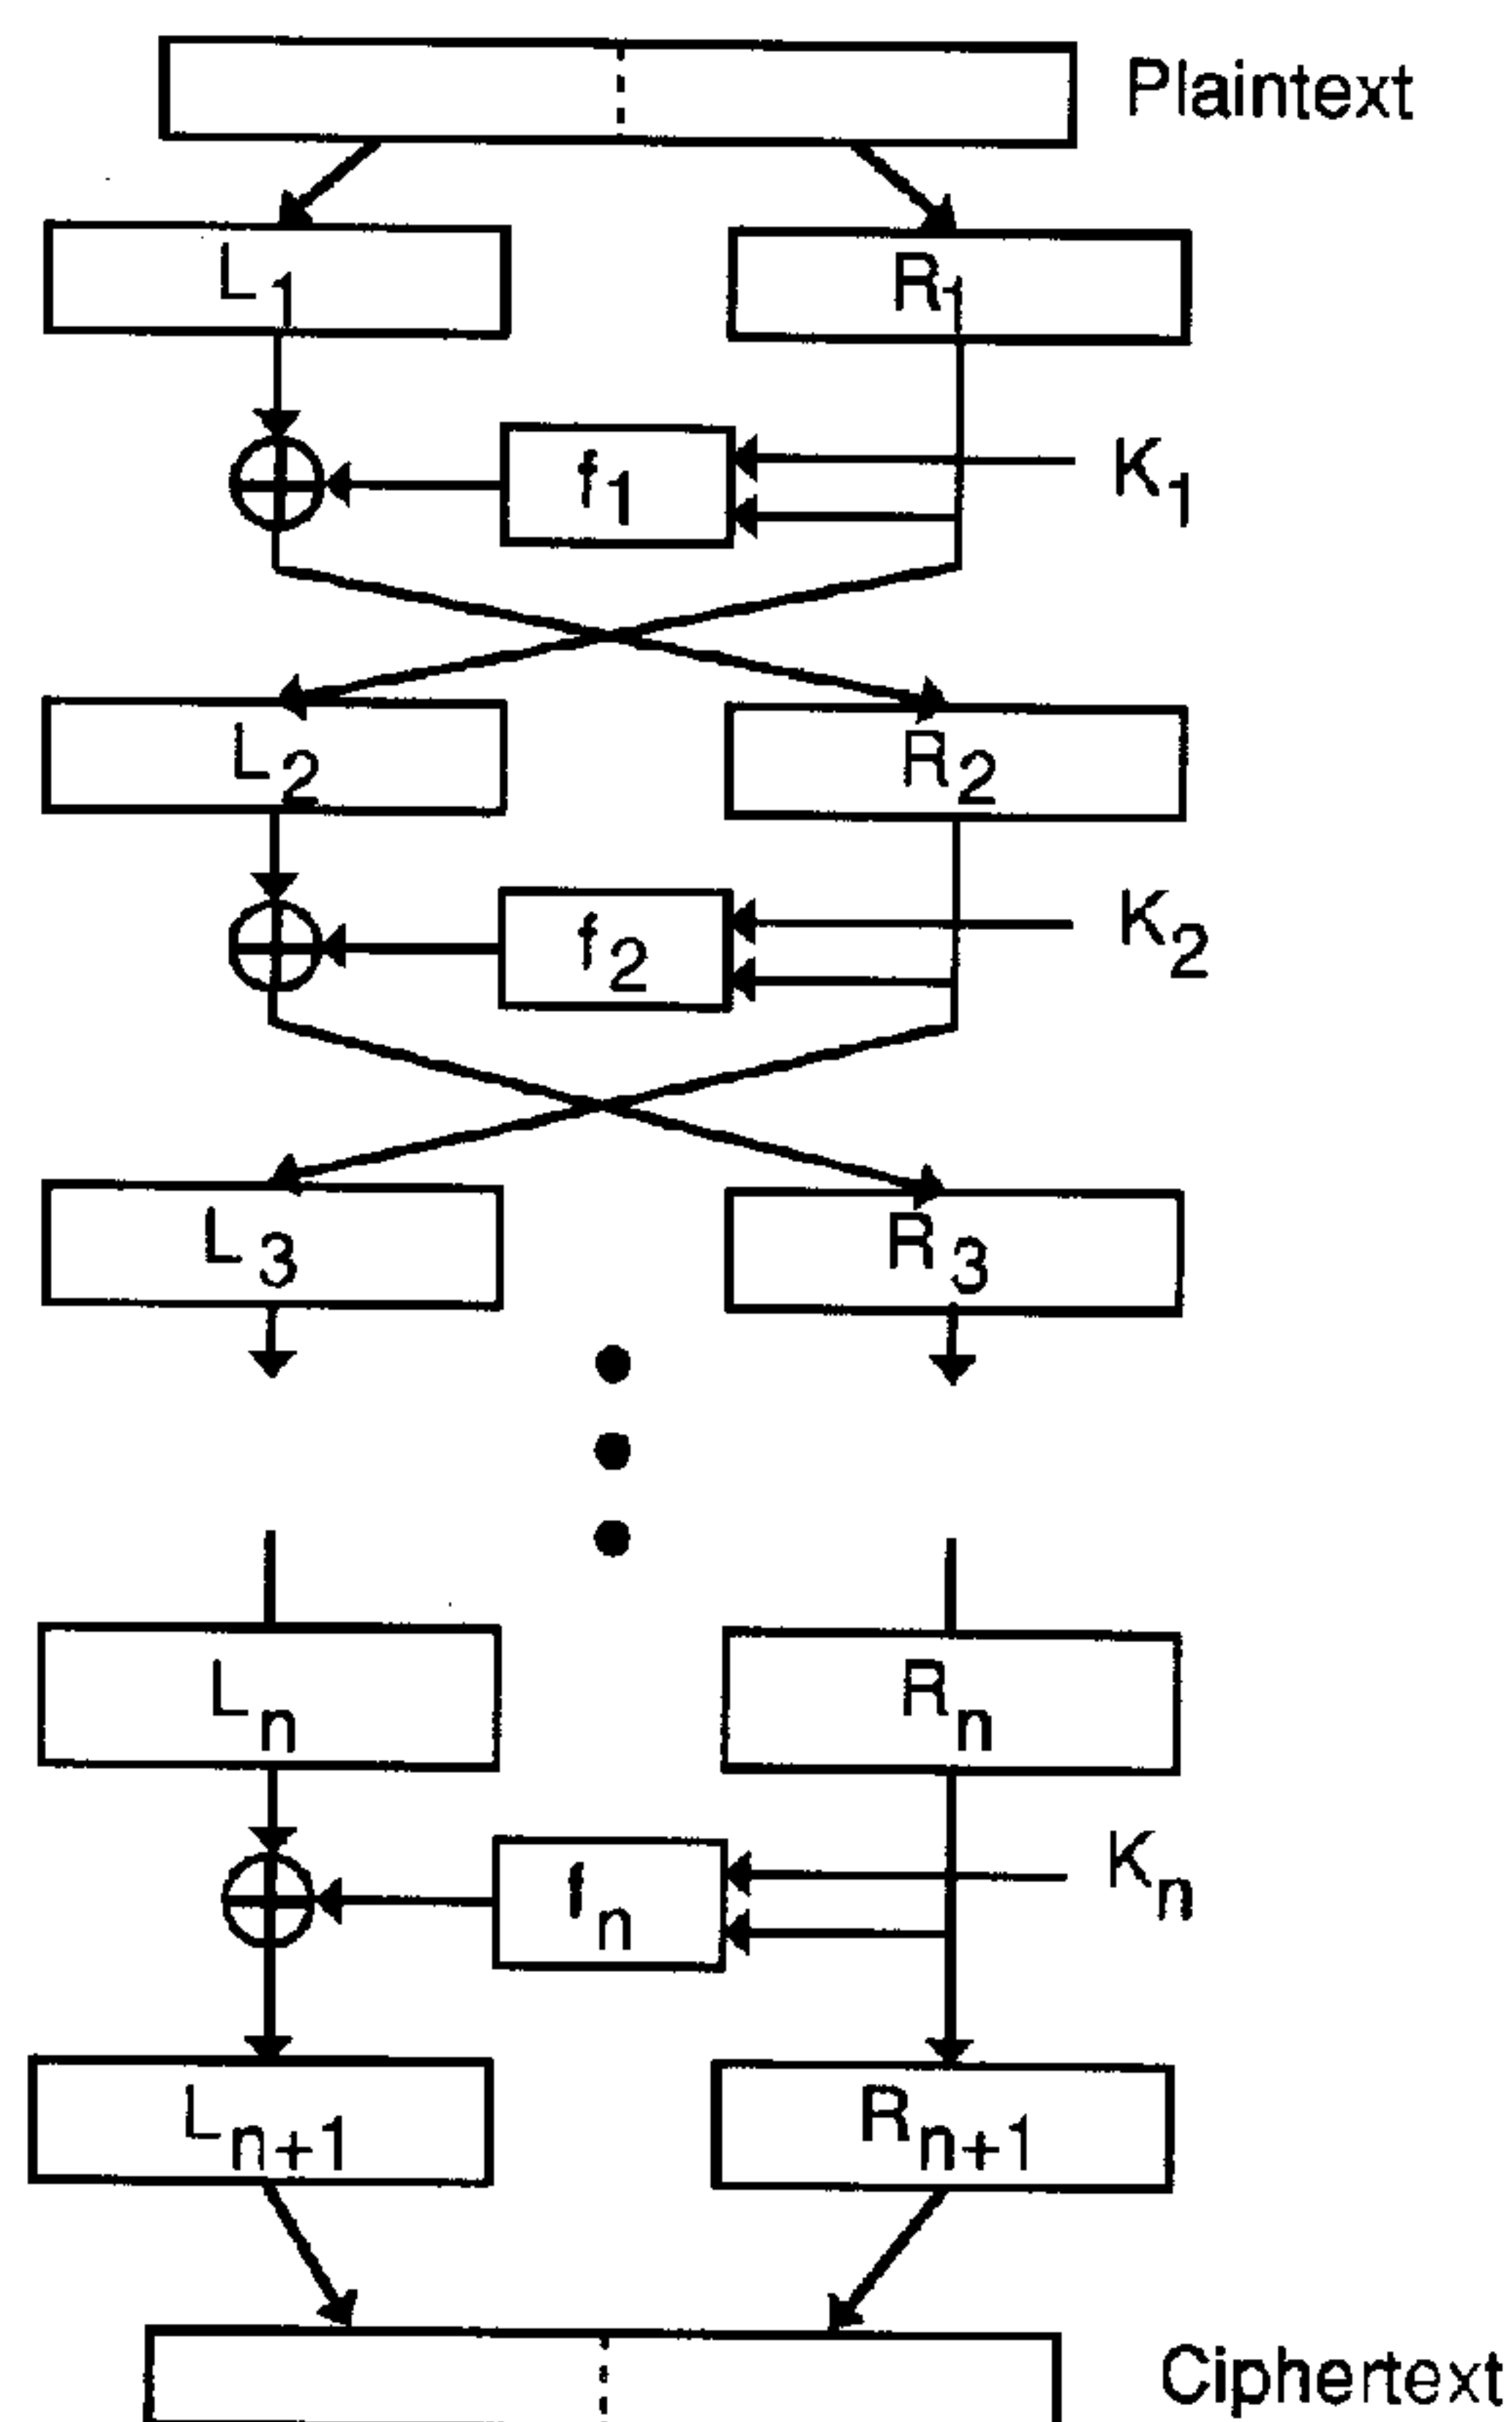 Plaintext
L1 R1
f1 K1
L2 R2
f2 K2
L3 R3
Ln Rn
fn Kn
Ln+1 Rn+1
Ciphertext